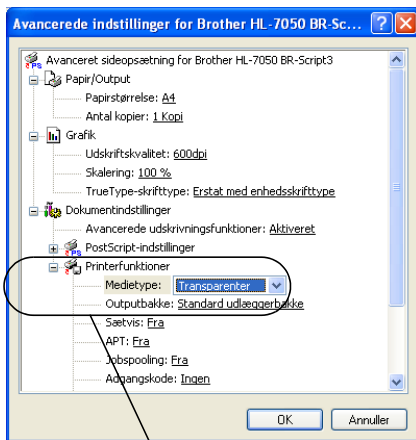 Avancerede indstillinger for Brother HL-7050 BR-Sc...
Avanceret sideopsætning for Brother HL-7050 BR-Script3
Papir/Output
Papirstørrelse: A4
Antal kopier: 1 Kopi
Grafik
Udskriftskvalitet: 600dpi
Skalering: 100 %
TrueType-skrifttype: Erstat med enhedsskrifttype
Dokumentindstillinger
Avancerede udskrivningsfunktioner: Aktiveret
PostScript-indstillinger
Printerfunktioner
Medietype: Transparenter
Outputbakke: Standard udlæggerbakke
Sætvis: Fra
APT: Fra
Jobspooling: Fra
Adgangskode: Ingen
OK Annuller